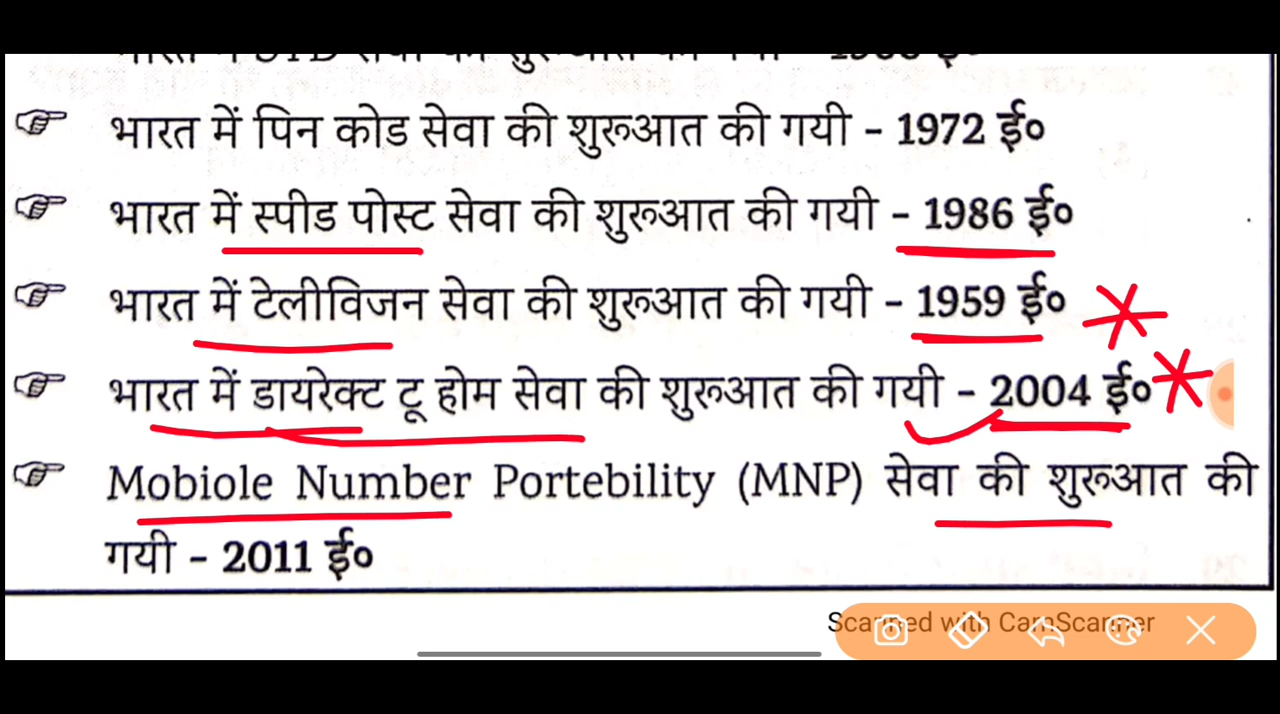 भारत में पिन कोड सेवा की शुरूआत की गयी - 1972 ई०
भारत में स्पीड पोस्ट सेवा की शुरूआत की गयी - 1986 ई०
भारत में टेलीविजन सेवा की शुरूआत की गयी - 1959 ई०
भारत में डायरेक्ट टू होम सेवा की शुरूआत की गयी - 2004 ई०
Mobiole Number Portebility (MNP) सेवा की शुरूआत की
गयी - 2011 ई०
Scanned with CamScanner